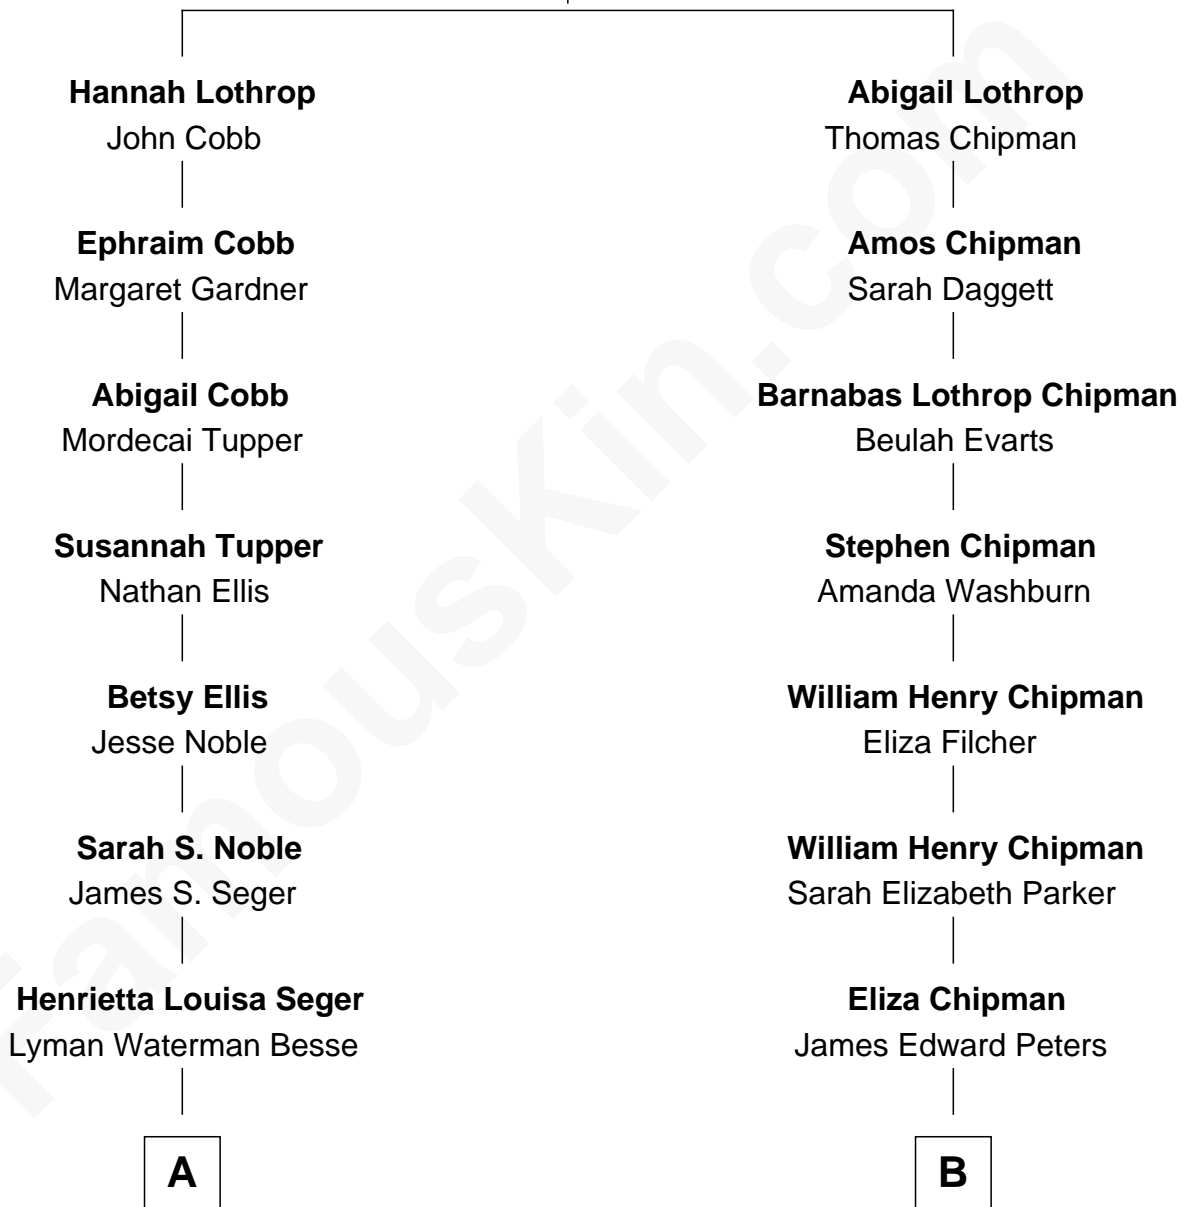 Hannah Lothrop
John Cobb
Ephraim Cobb
Margaret Gardner
Abigail Cobb
Mordecai Tupper
Susannah Tupper
Nathan Ellis
Betsy Ellis
Jesse Noble
Sarah S. Noble
James S. Seger
Henrietta Louisa Seger
Lyman Waterman Besse
A
Abigail Lothrop
Thomas Chipman
Amos Chipman
Sarah Daggett
Barnabas Lothrop Chipman
Beulah Evarts
Stephen Chipman
Amanda Washburn
William Henry Chipman
Eliza Filcher
William Henry Chipman
Sarah Elizabeth Parker
Eliza Chipman
James Edward Peters
B
FamousKin.com